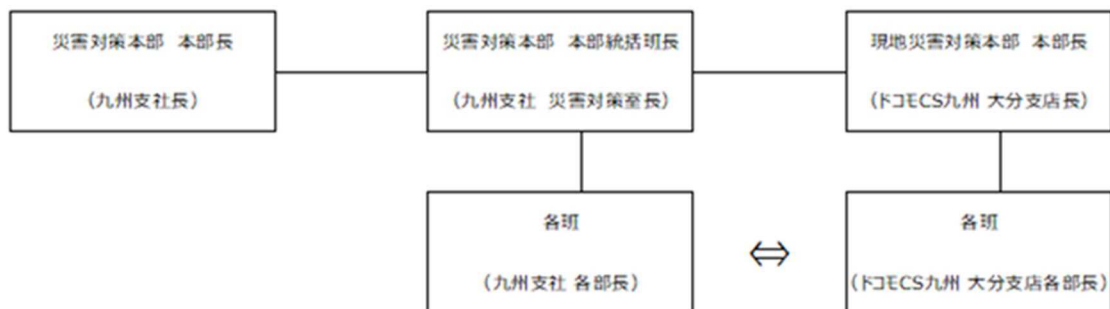 災害対策本部 本部長
(九州支社長)
災害対策本部 本部統括班長
(九州支社 災害対策室長)
現地災害対策本部 本部長
(ドコモCS九州 大分支店長)
各班
(九州支社 各部長)
⇔
各班
(ドコモCS九州 大分支店各部長)